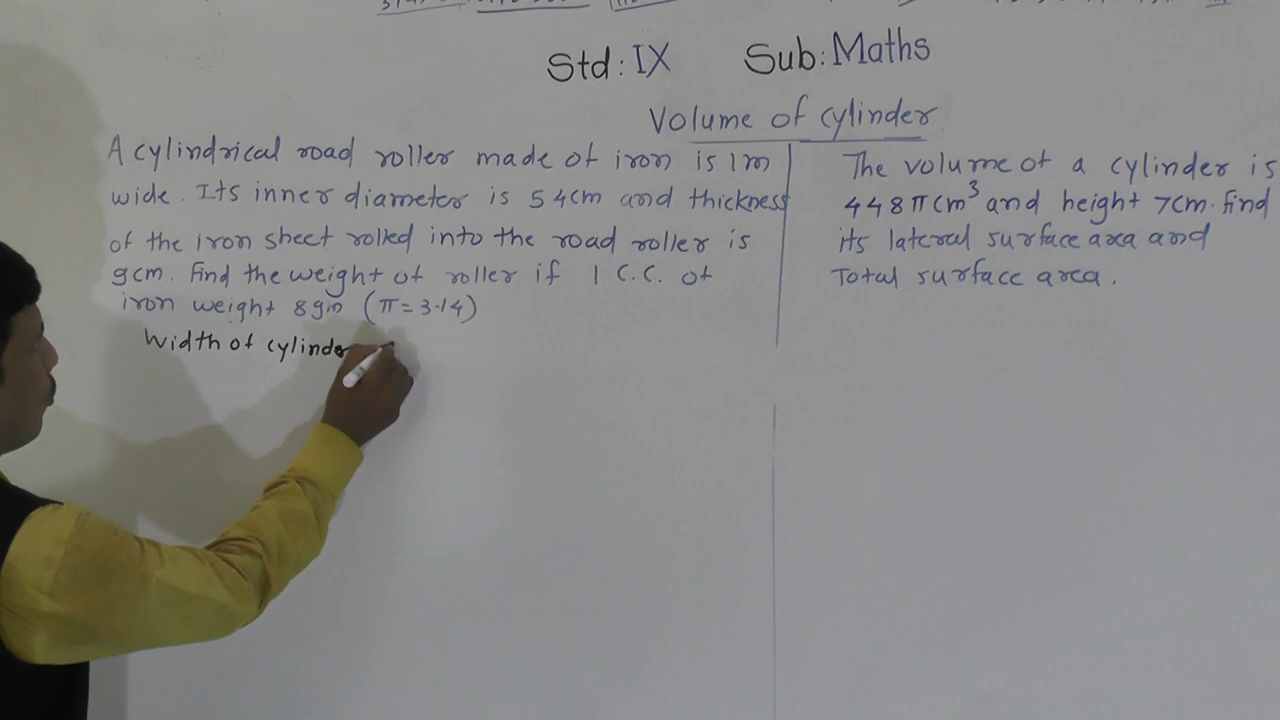 Std: IX Sub: Maths
Volume of cylinder
A cylindrical road roller made of iron is 1m
wide. Its inner diameter is 54cm and thickness
of the iron sheet rolled into the road roller is
9cm. Find the weight of roller if 1 C.C. of
iron weight 8gm (π=3.14)
Width of cylinder
The volume of a cylinder is
448πcm³ and height 7cm. find
its lateral surface area and
Total surface area.